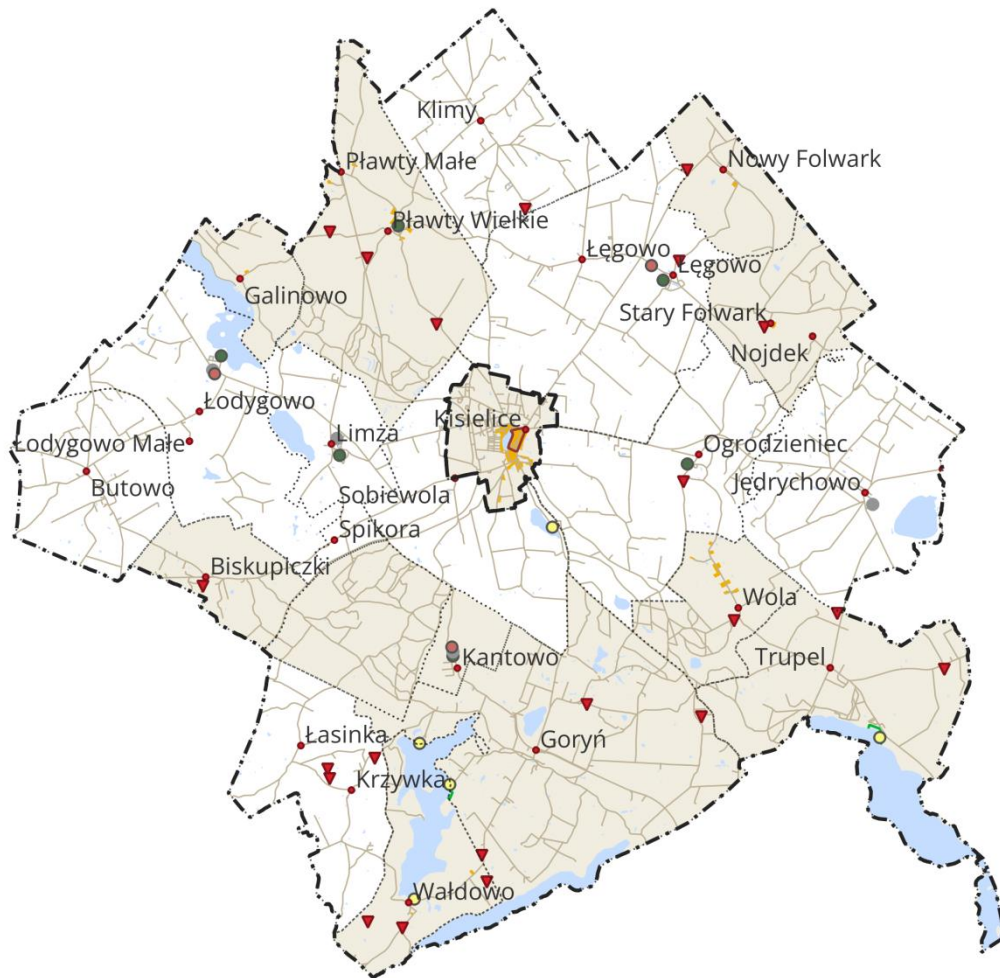 Klimy
Pławty Małe
Nowy Folwark
Pławty Wielkie
Łęgowo
Łęgowo
Galinowo
Stary Folwark
Nojdek
Łodygowo
Kisielice
Limza
Łodygowo Małe
Ogrodzieniec
Butowo
Sobiewola
Jędrychowo
Spikora
Biskupiczki
Wola
Kantowo
Trupel
Łasinka
Goryń
Krzywka
Wałdowo